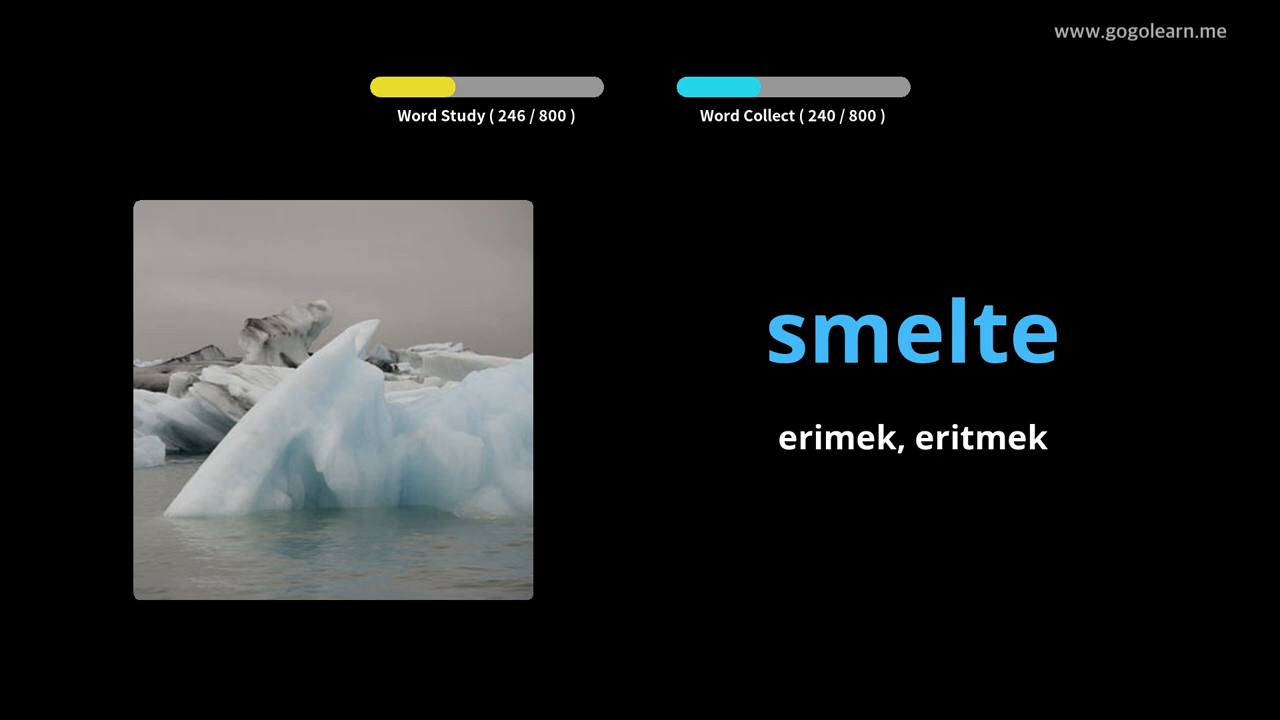 www.gogolearn.me
Word Study ( 246 / 800 )
Word Collect ( 240 / 800 )
smelte
erimek, eritmek